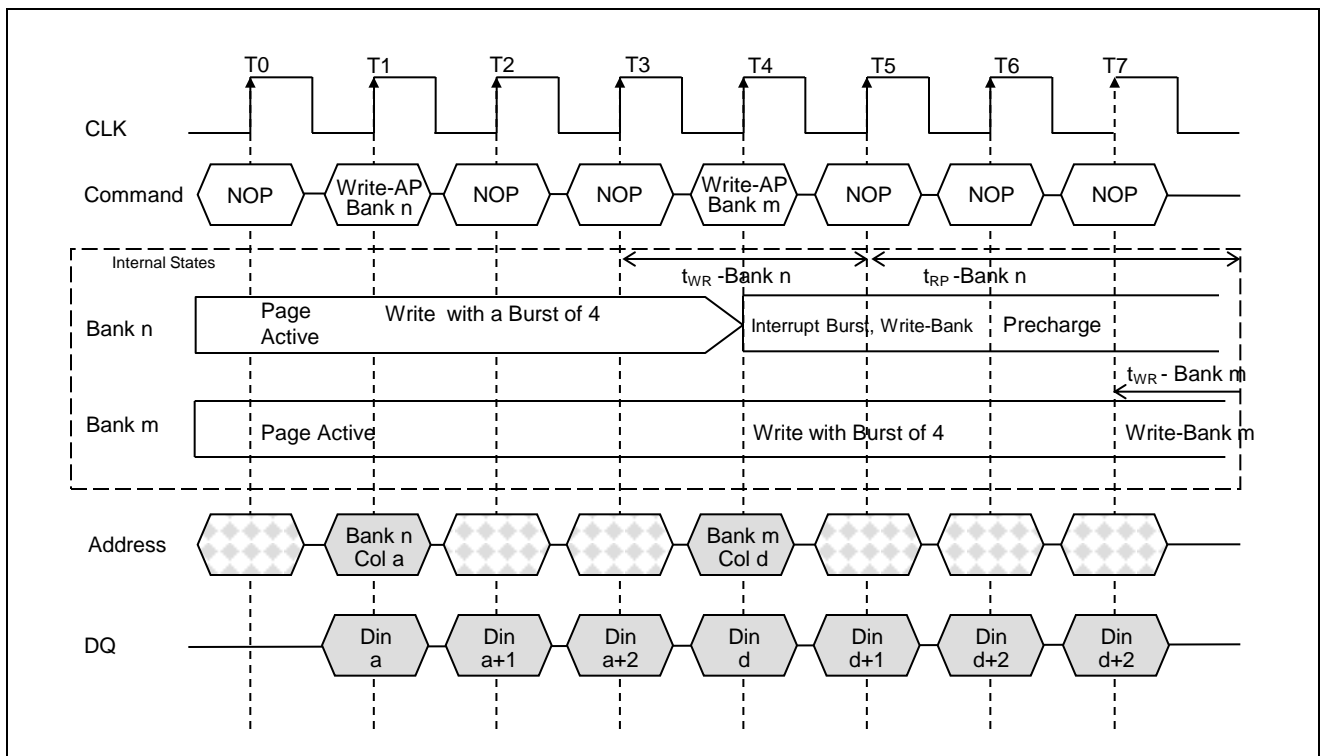 T0 T1 T2 T3 T4 T5 T6 T7
CLK
Command NOP Write-AP Bank n NOP NOP Write-AP Bank m NOP NOP NOP
Internal States
tWR -Bank n tRP -Bank n
Bank n Page Active Write with a Burst of 4 Interrupt Burst, Write-Bank Precharge
tWR - Bank m
Bank m Page Active Write with Burst of 4 Write-Bank m
Address Bank n Col a Bank m Col d
DQ Din a Din a+1 Din a+2 Din d Din d+1 Din d+2 Din d+2